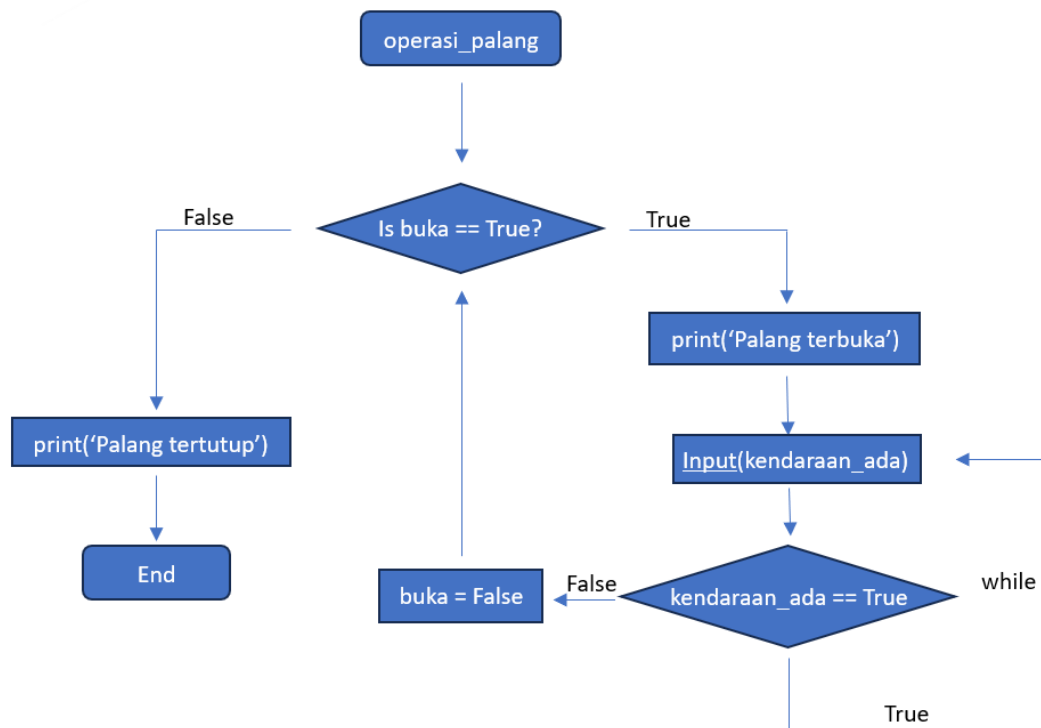 operasi_palang
False
Is buka == True?
True
print(‘Palang terbuka’)
print(‘Palang tertutup’)
Input(kendaraan_ada)
End
buka = False
False
kendaraan_ada == True
while
True